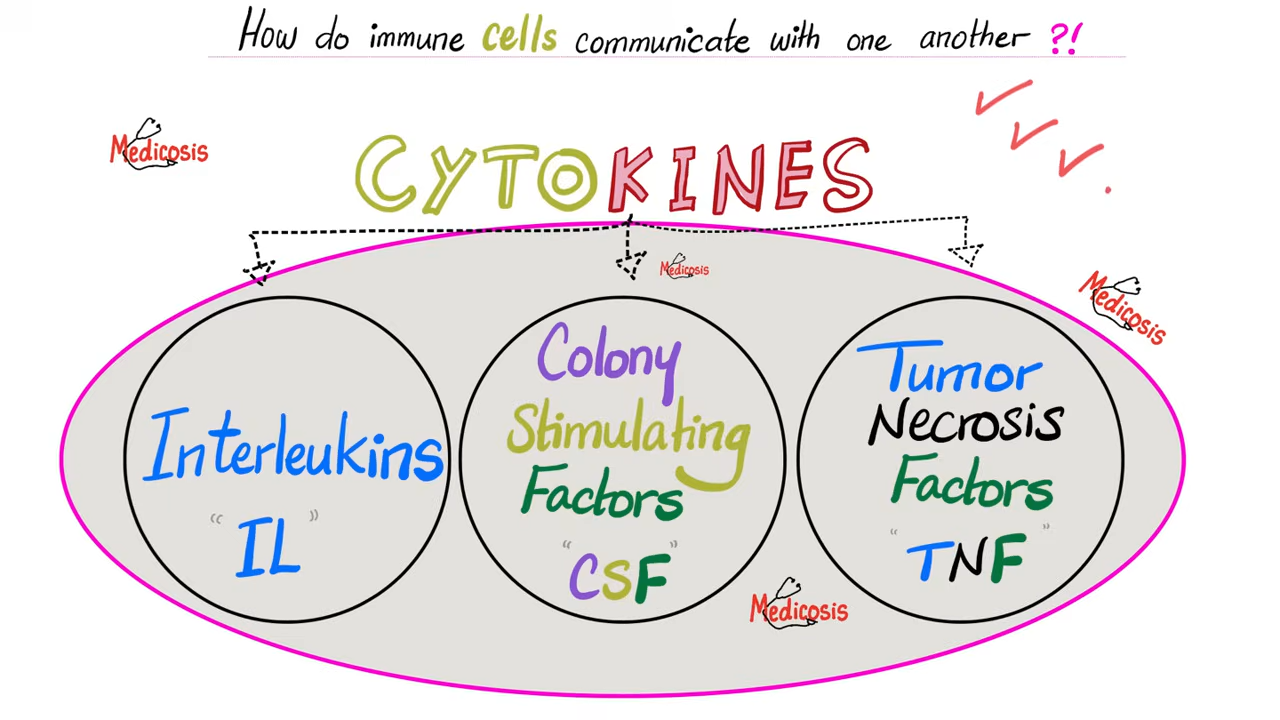 How do immune cells communicate with one another ?!
Medicosis
CYTOKINES
Medicosis
Medicosis
Interleukins
"IL"
Colony
Stimulating
Factors
"CSF"
Tumor
Necrosis
Factors
"TNF"
Medicosis